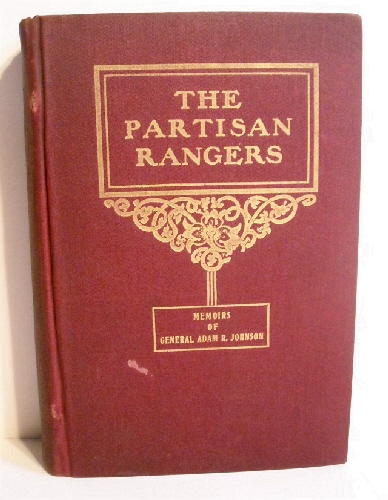 THE
PARTISAN
RANGERS
MEMOIRS
OF
GENERAL ADAM R. JOHNSON